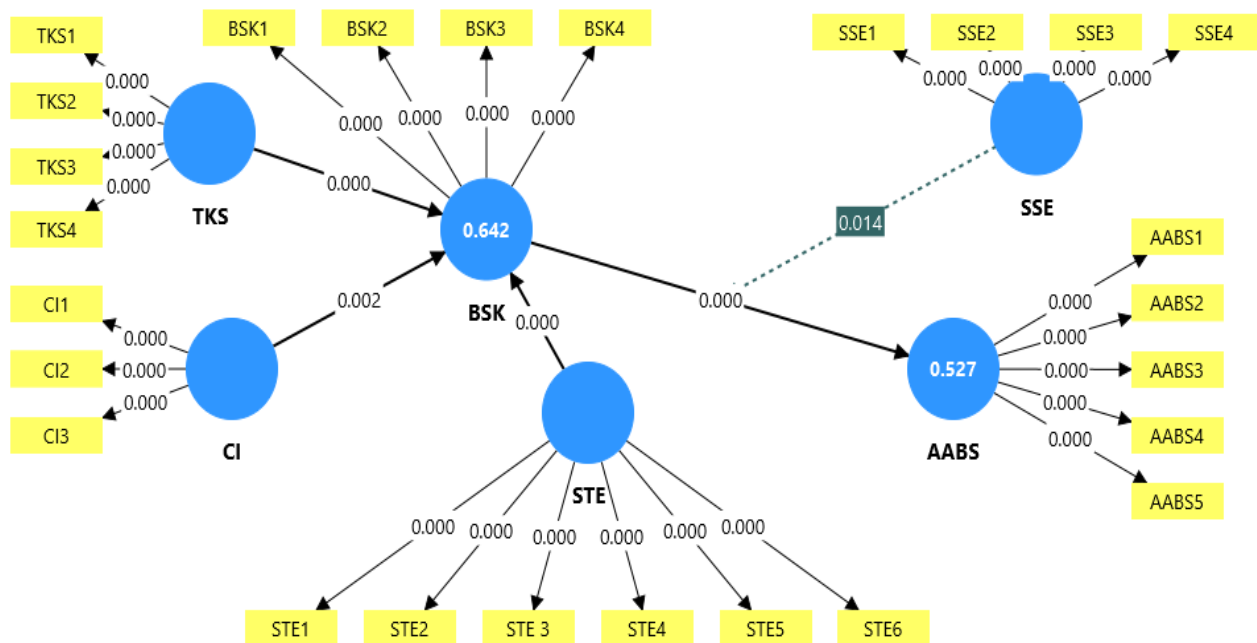 TKS1
TKS2
TKS3
TKS4
0.000
0.000
0.000
0.000
TKS
BSK1
BSK2
BSK3
BSK4
0.000
0.000
0.000
0.000
0.000
0.642
BSK
SSE1
SSE2
SSE3
SSE4
0.000
0.000
0.000
0.000
SSE
0.014
CI1
CI2
CI3
0.000
0.000
0.000
CI
0.002
0.000
0.000
0.527
AABS
AABS1
AABS2
AABS3
AABS4
AABS5
0.000
0.000
0.000
0.000
0.000
STE
0.000
0.000
0.000
0.000
0.000
0.000
STE1
STE2
STE 3
STE4
STE5
STE6